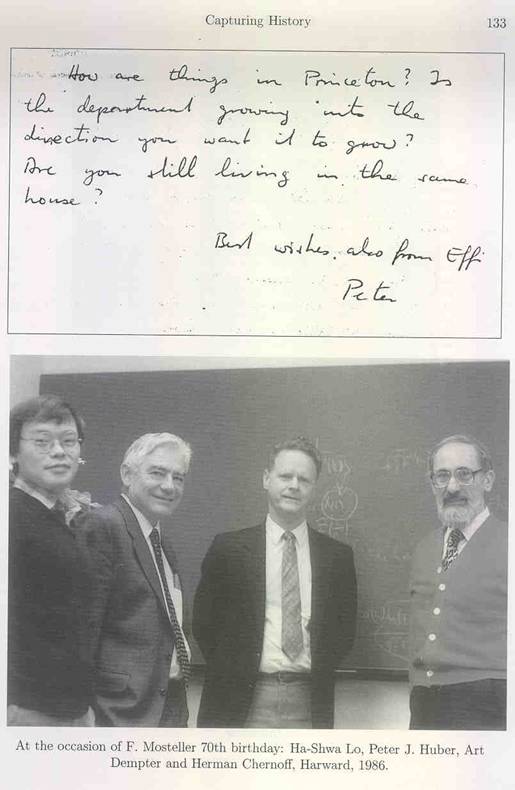 Capturing History 133
How are things in Princeton? Is
the department growing into the
direction you want it to grow?
Are you still living in the same
house?
Best wishes, also from Effi
Peter
At the occasion of F. Mosteller 70th birthday: Ha-Shwa Lo, Peter J. Huber, Art
Dempter and Herman Chernoff, Harward, 1986.